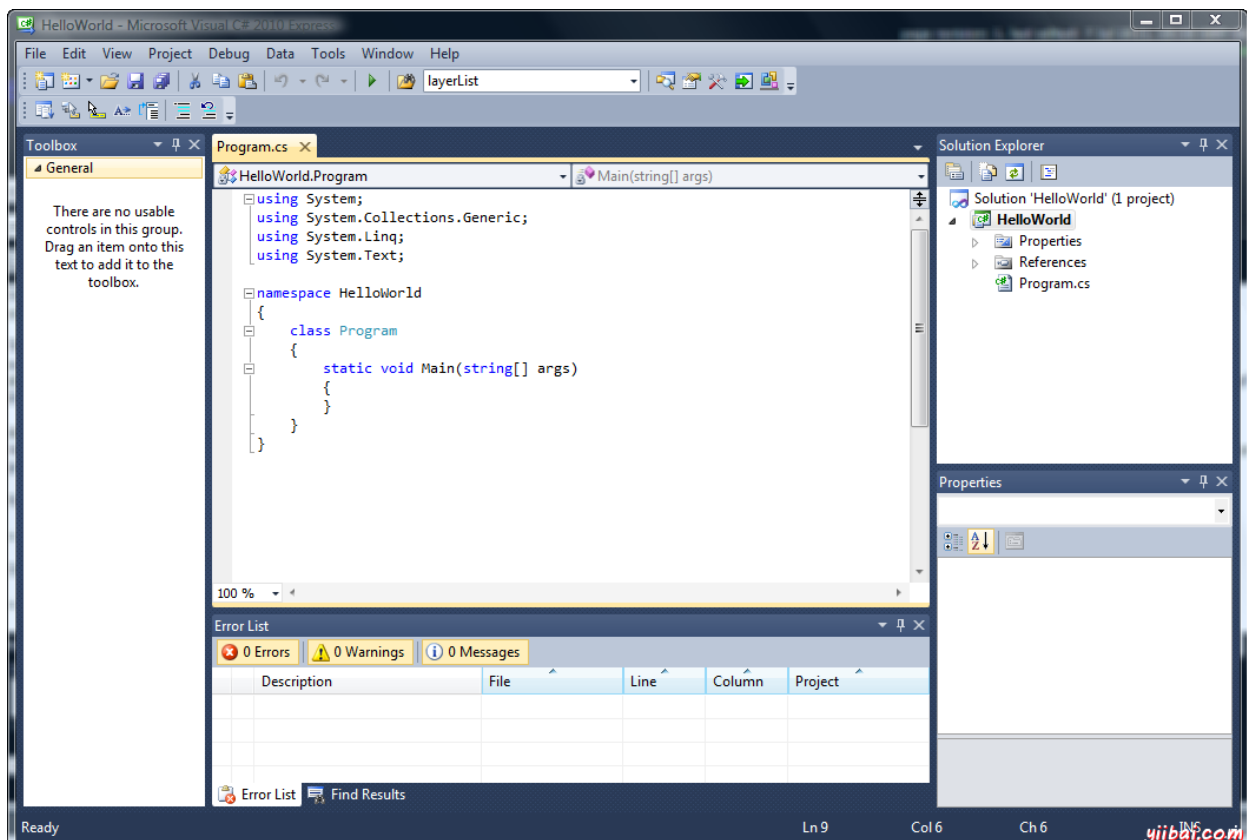 HelloWorld - Microsoft Visual C# 2010 Express
File Edit View Project Debug Data Tools Window Help
layerList
Toolbox
General
There are no usable
controls in this group.
Drag an item onto this
text to add it to the
toolbox.
Program.cs
HelloWorld.Program
Main(string[] args)
using System;
using System.Collections.Generic;
using System.Linq;
using System.Text;
namespace HelloWorld
{
class Program
{
static void Main(string[] args)
{
}
}
}
100 %
Error List
0 Errors 0 Warnings 0 Messages
Description File Line Column Project
Error List Find Results
Solution Explorer
Solution 'HelloWorld' (1 project)
HelloWorld
Properties
References
Program.cs
Properties
Ready Ln 9 Col 6 Ch 6 INS
yiibai.com